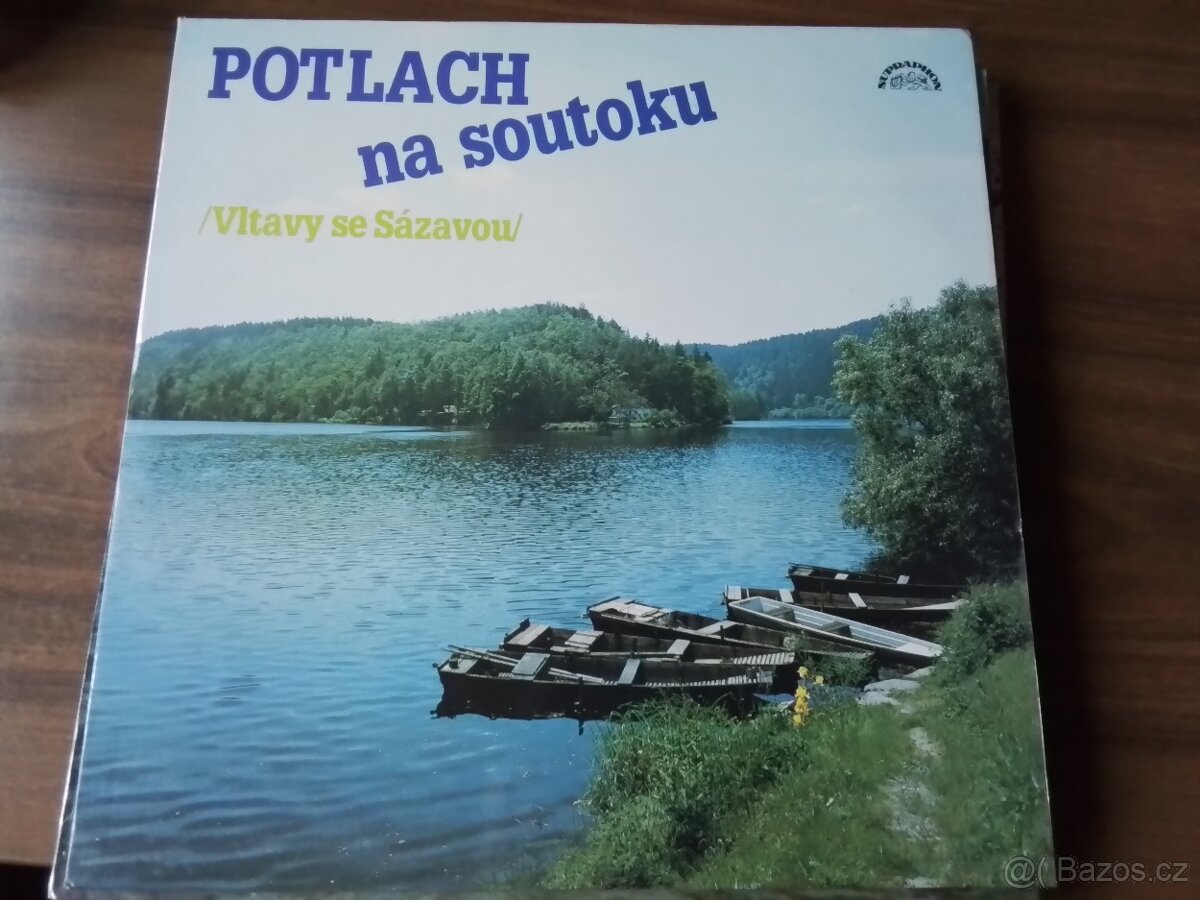 POTLACH
na soutoku
/Vltavy se Sázavou/
SUPRAPHON
@( Bazos.cz